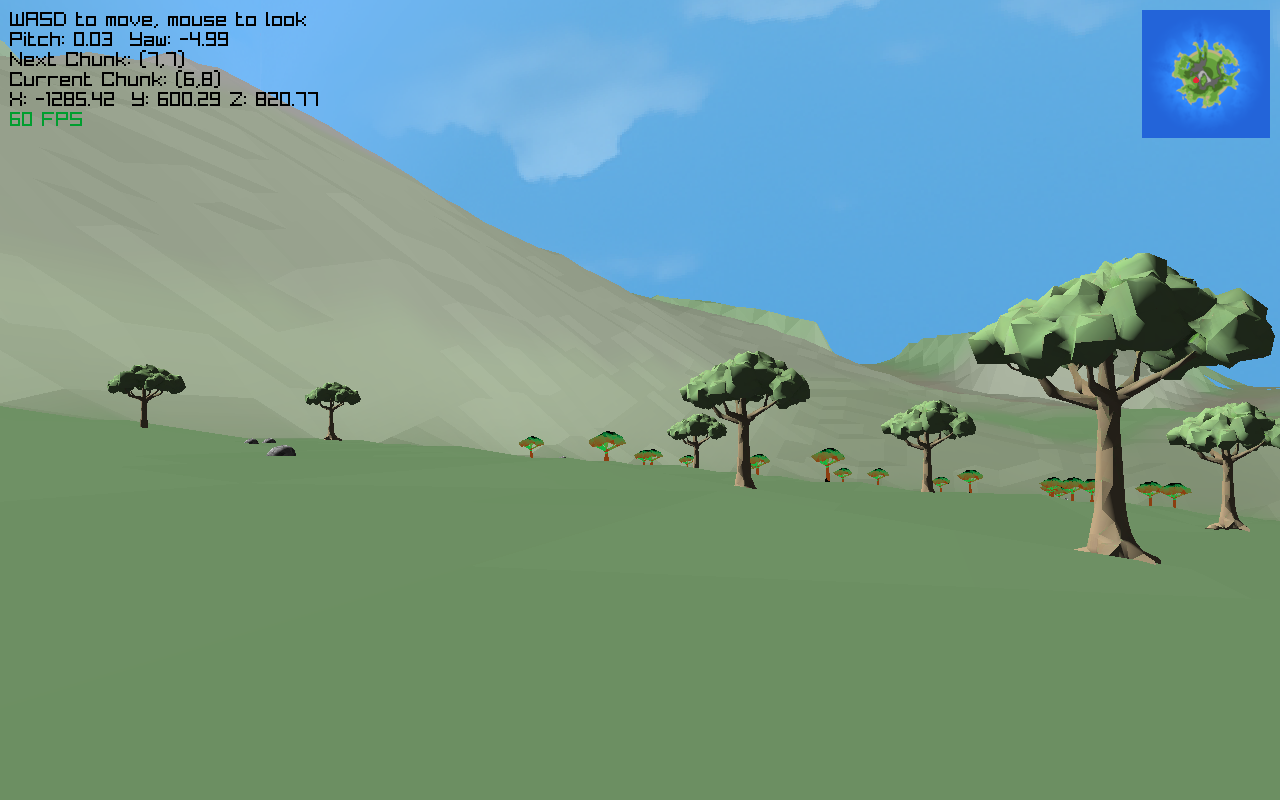 WASD to move, mouse to look
Pitch: 0.03 Yaw: -4.99
Next Chunk: (7,7)
Current Chunk: (6,8)
X: -1285.42 Y: 600.29 Z: 820.77
60 FPS